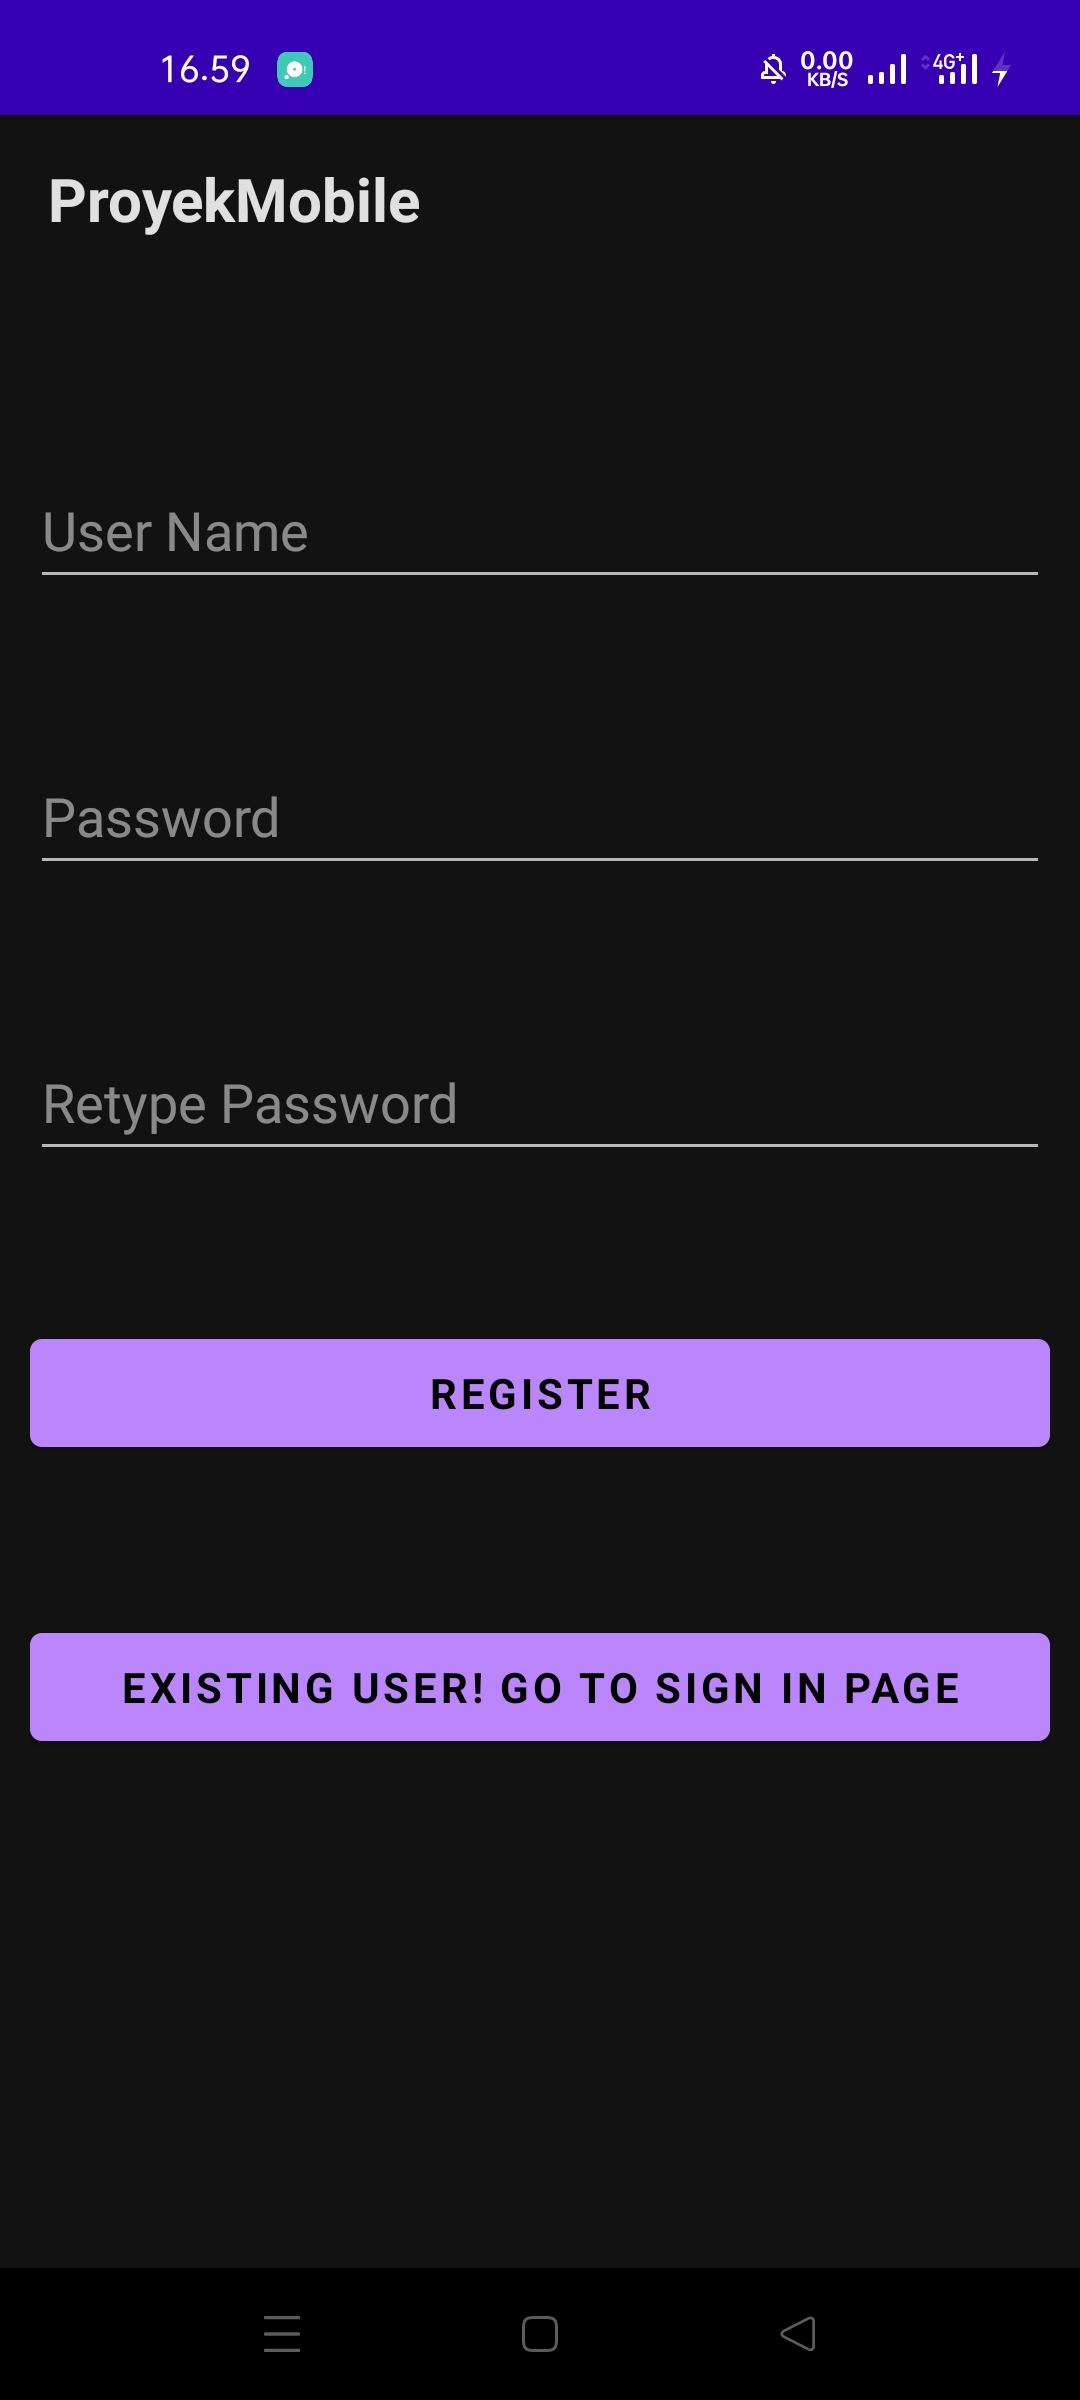 16.59
0.00
KB/S
4G+
ProyekMobile
User Name
Password
Retype Password
REGISTER
EXISTING USER! GO TO SIGN IN PAGE